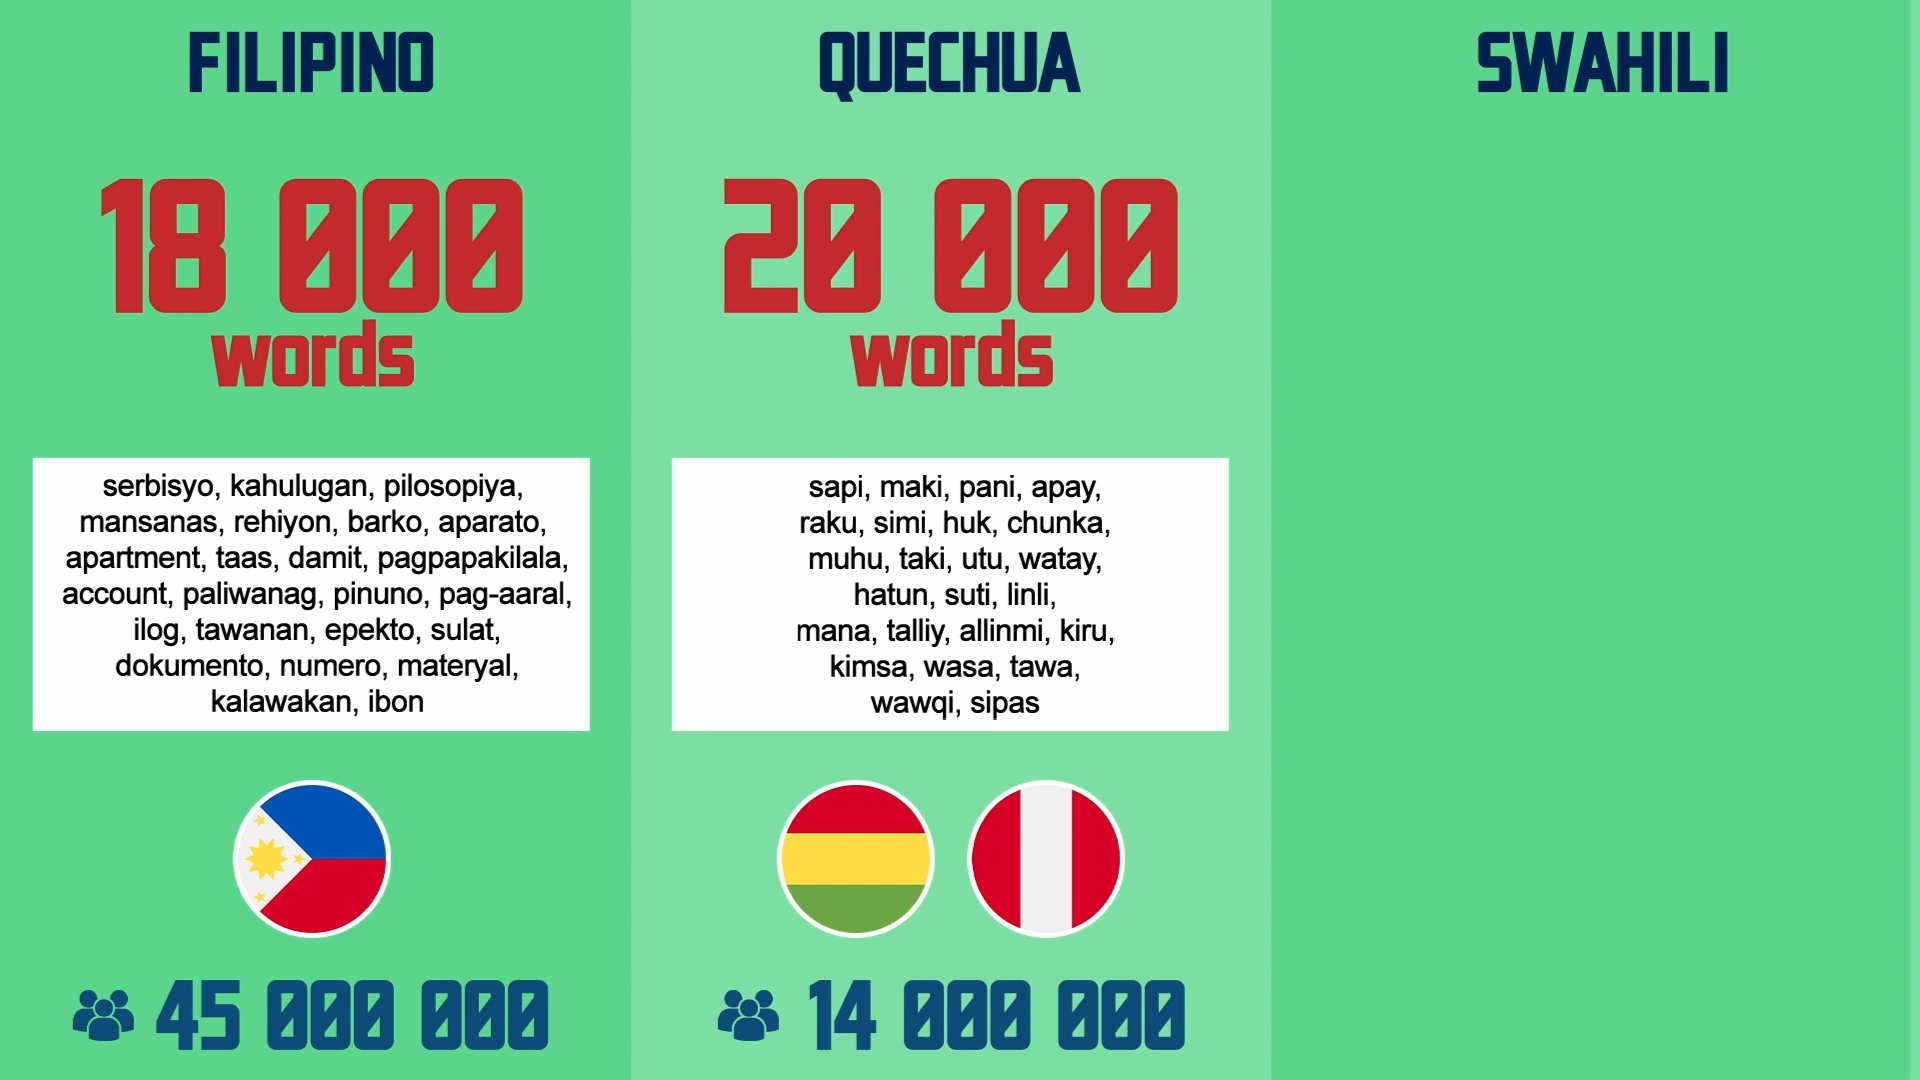 FILIPINO
18 000
words
serbisyo, kahulugan, pilosopiya,
mansanas, rehiyon, barko, aparato,
apartment, taas, damit, pagpapakilala,
account, paliwanag, pinuno, pag-aaral,
ilog, tawanan, epekto, sulat,
dokumento, numero, materyal,
kalawakan, ibon
45 000 000
QUECHUA
20 000
words
sapi, maki, pani, apay,
raku, simi, huk, chunka,
muhu, taki, utu, watay,
hatun, suti, linli,
mana, talliy, allinmi, kiru,
kimsa, wasa, tawa,
wawqi, sipas
14 000 000
SWAHILI